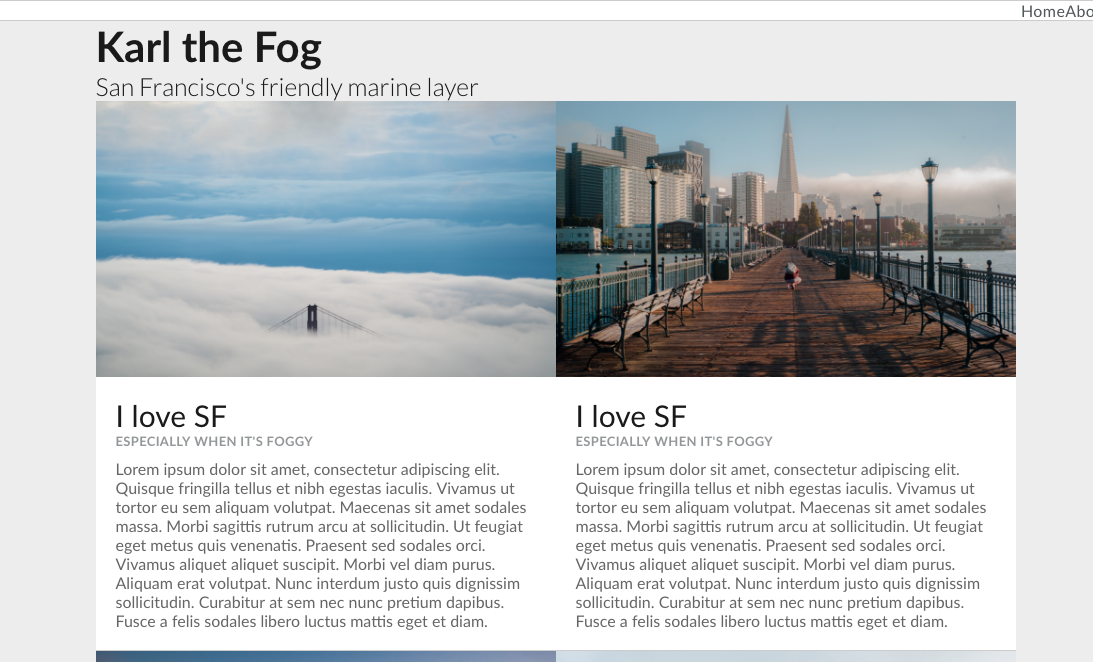 HomeAbo
Karl the Fog
San Francisco's friendly marine layer
I love SF
ESPECIALLY WHEN IT'S FOGGY
Lorem ipsum dolor sit amet, consectetur adipiscing elit.
Quisque fringilla tellus et nibh egestas iaculis. Vivamus ut
tortor eu sem aliquam volutpat. Maecenas sit amet sodales
massa. Morbi sagittis rutrum arcu at sollicitudin. Ut feugiat
eget metus quis venenatis. Praesent sed sodales orci.
Vivamus aliquet aliquet suscipit. Morbi vel diam purus.
Aliquam erat volutpat. Nunc interdum justo quis dignissim
sollicitudin. Curabitur at sem nec nunc pretium dapibus.
Fusce a felis sodales libero luctus mattis eget et diam.
I love SF
ESPECIALLY WHEN IT'S FOGGY
Lorem ipsum dolor sit amet, consectetur adipiscing elit.
Quisque fringilla tellus et nibh egestas iaculis. Vivamus ut
tortor eu sem aliquam volutpat. Maecenas sit amet sodales
massa. Morbi sagittis rutrum arcu at sollicitudin. Ut feugiat
eget metus quis venenatis. Praesent sed sodales orci.
Vivamus aliquet aliquet suscipit. Morbi vel diam purus.
Aliquam erat volutpat. Nunc interdum justo quis dignissim
sollicitudin. Curabitur at sem nec nunc pretium dapibus.
Fusce a felis sodales libero luctus mattis eget et diam.